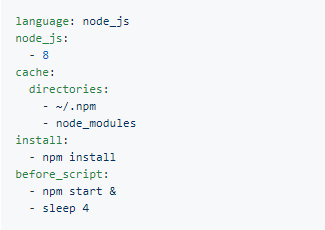 language: node_js
node_js:
  - 8
cache:
  directories:
    - ~/.npm
    - node_modules
install:
  - npm install
before_script:
  - npm start &
  - sleep 4